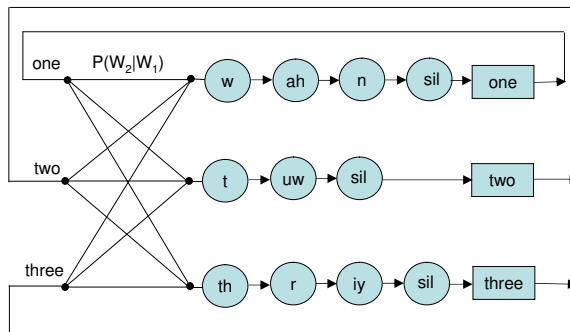 one P(W2|W1) w ah n sil one
two t uw sil two
three th r iy sil three